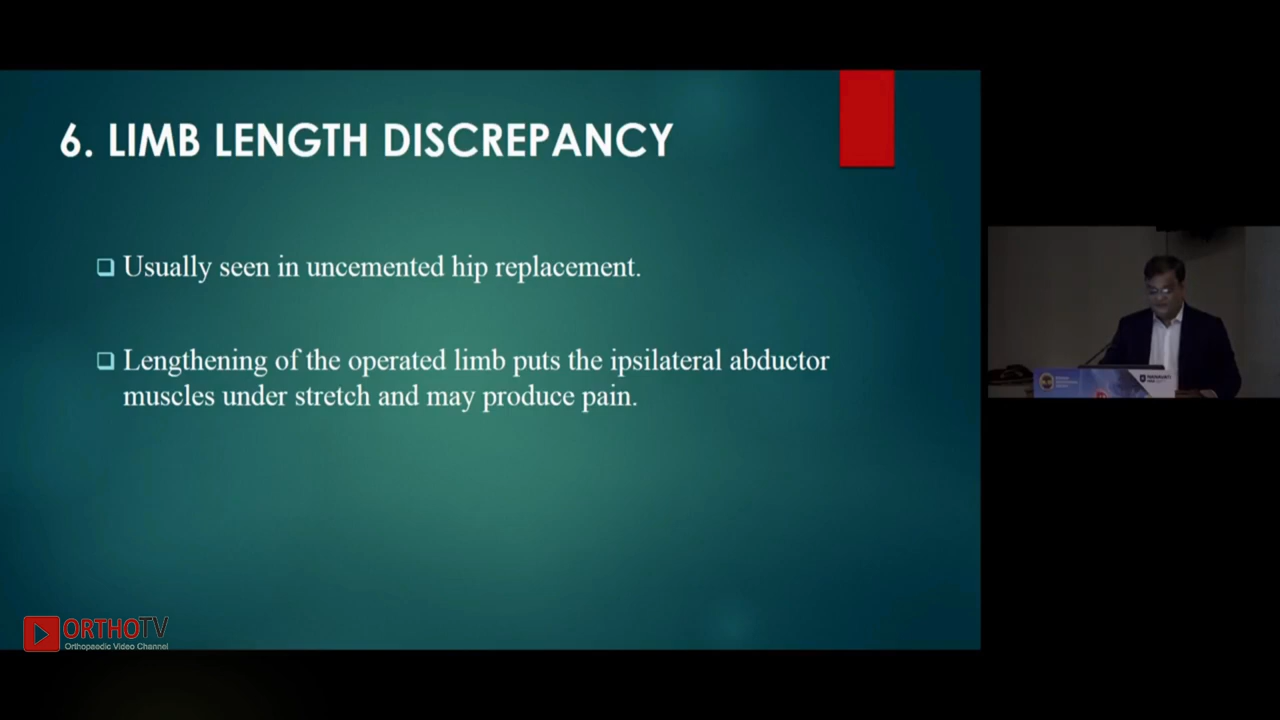 6. LIMB LENGTH DISCREPANCY
Usually seen in uncemented hip replacement.
Lengthening of the operated limb puts the ipsilateral abductor
muscles under stretch and may produce pain.
ORTHOTV
Orthopaedic Video Channel